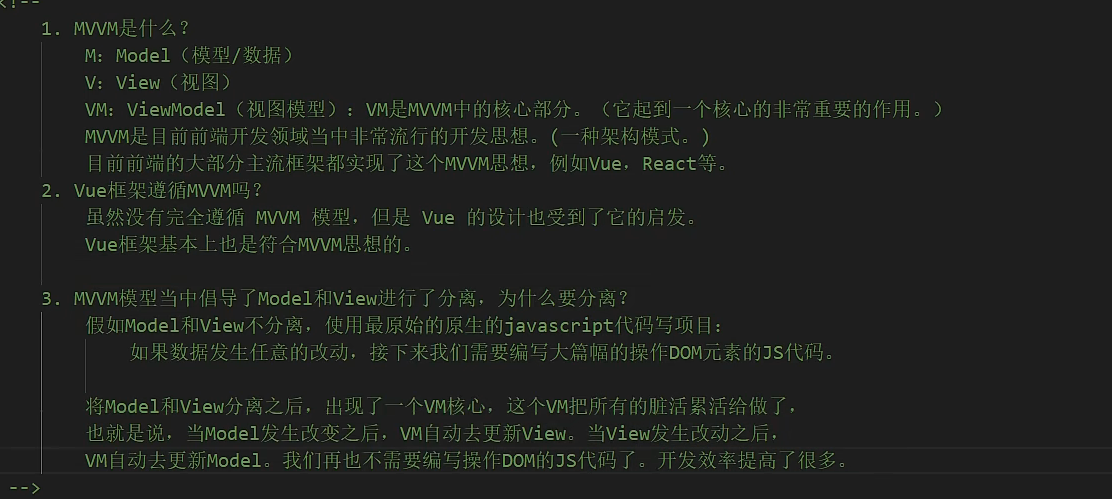 <!--
1. MVVM是什么?
M: Model（模型/数据）
V: View（视图）
VM: ViewModel（视图模型）: VM是MVVM中的核心部分。（它起到一个核心的非常重要的作用。）
MVVM是目前前端开发领域当中非常流行的开发思想。(一种架构模式。)
目前前端的大部分主流框架都实现了这个MVVM思想，例如Vue，React等。
2. Vue框架遵循MVVM吗?
虽然没有完全遵循 MVVM 模型，但是 Vue 的设计也受到了它的启发。
Vue框架基本上也是符合MVVM思想的。
3. MVVM模型当中倡导了Model和View进行了分离，为什么要分离?
假如Model和View不分离，使用最原始的原生的javascript代码写项目:
如果数据发生任意的改动，接下来我们需要编写大篇幅的操作DOM元素的JS代码。
将Model和View分离之后，出现了一个VM核心，这个VM把所有的脏活累活给做了，
也就是说，当Model发生改变之后，VM自动去更新View。当View发生改动之后，
VM自动去更新Model。我们再也不需要编写操作DOM的JS代码了。开发效率提高了很多。
-->